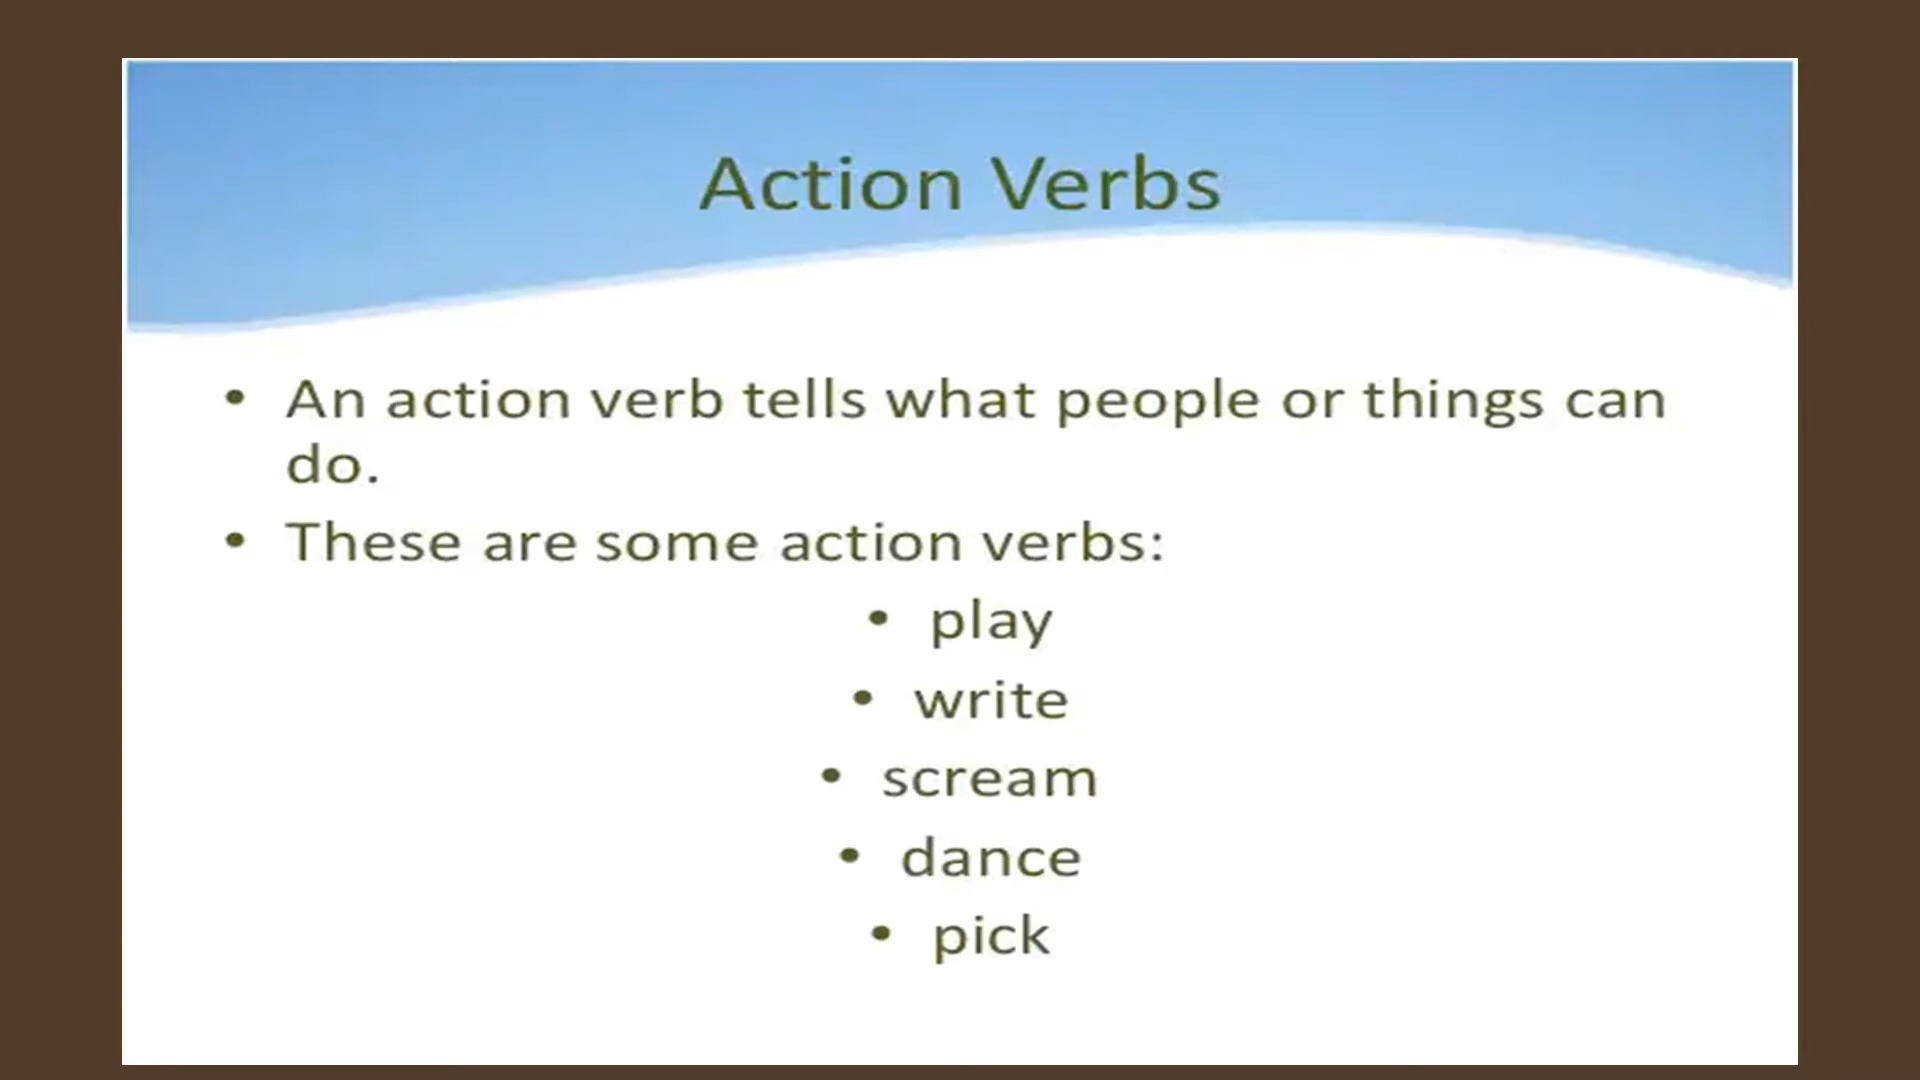 Action Verbs
• An action verb tells what people or things can
do.
• These are some action verbs:
• play
• write
• scream
• dance
• pick